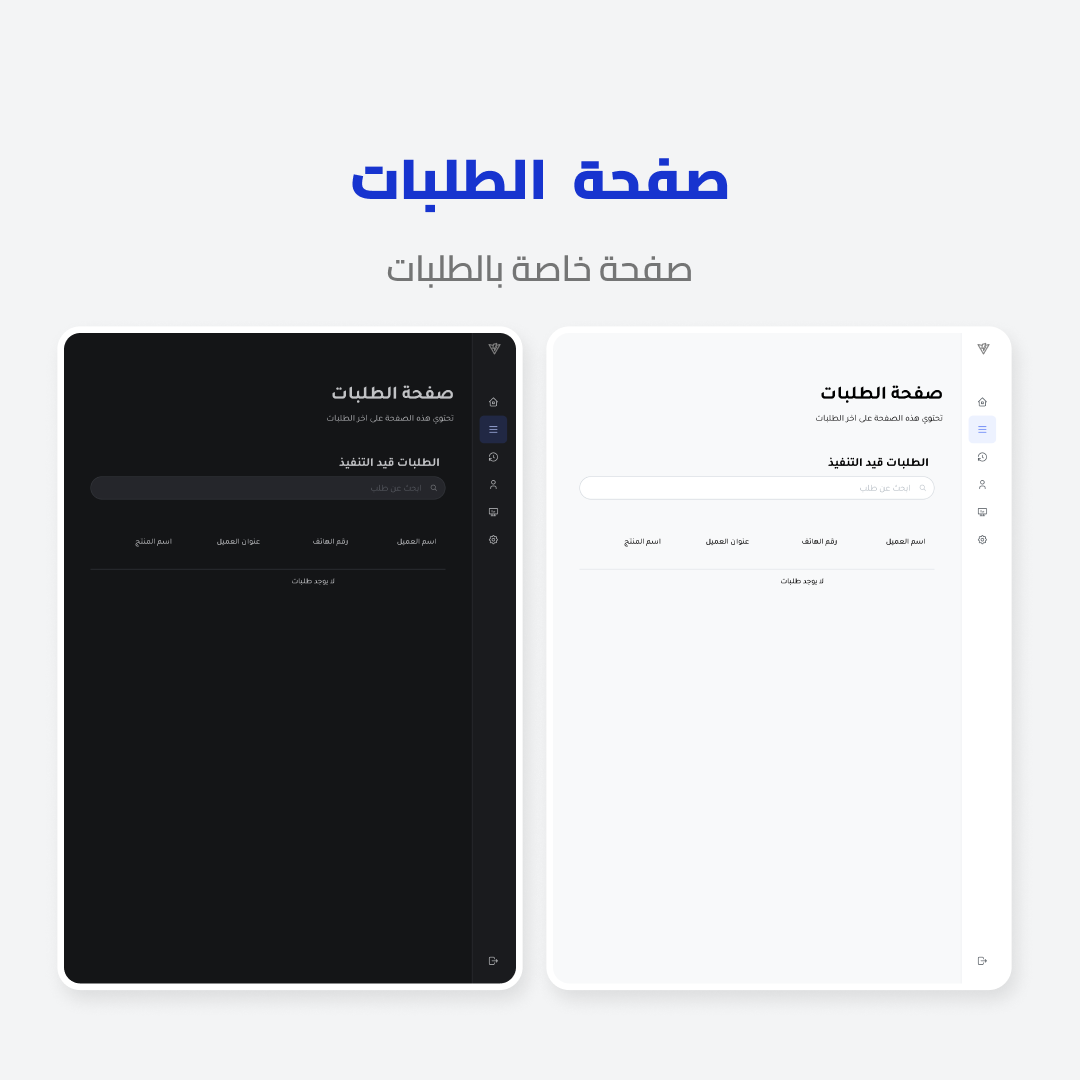 صفحة الطلبات
صفحة خاصة بالطلبات
صفحة الطلبات
تحتوي هذه الصفحة على اخر الطلبات
الطلبات قيد التنفيذ
ابحث عن طلب
اسم العميل رقم الهاتف عنوان العميل اسم المنتج
لا يوجد طلبات
صفحة الطلبات
تحتوي هذه الصفحة على اخر الطلبات
الطلبات قيد التنفيذ
ابحث عن طلب
اسم العميل رقم الهاتف عنوان العميل اسم المنتج
لا يوجد طلبات